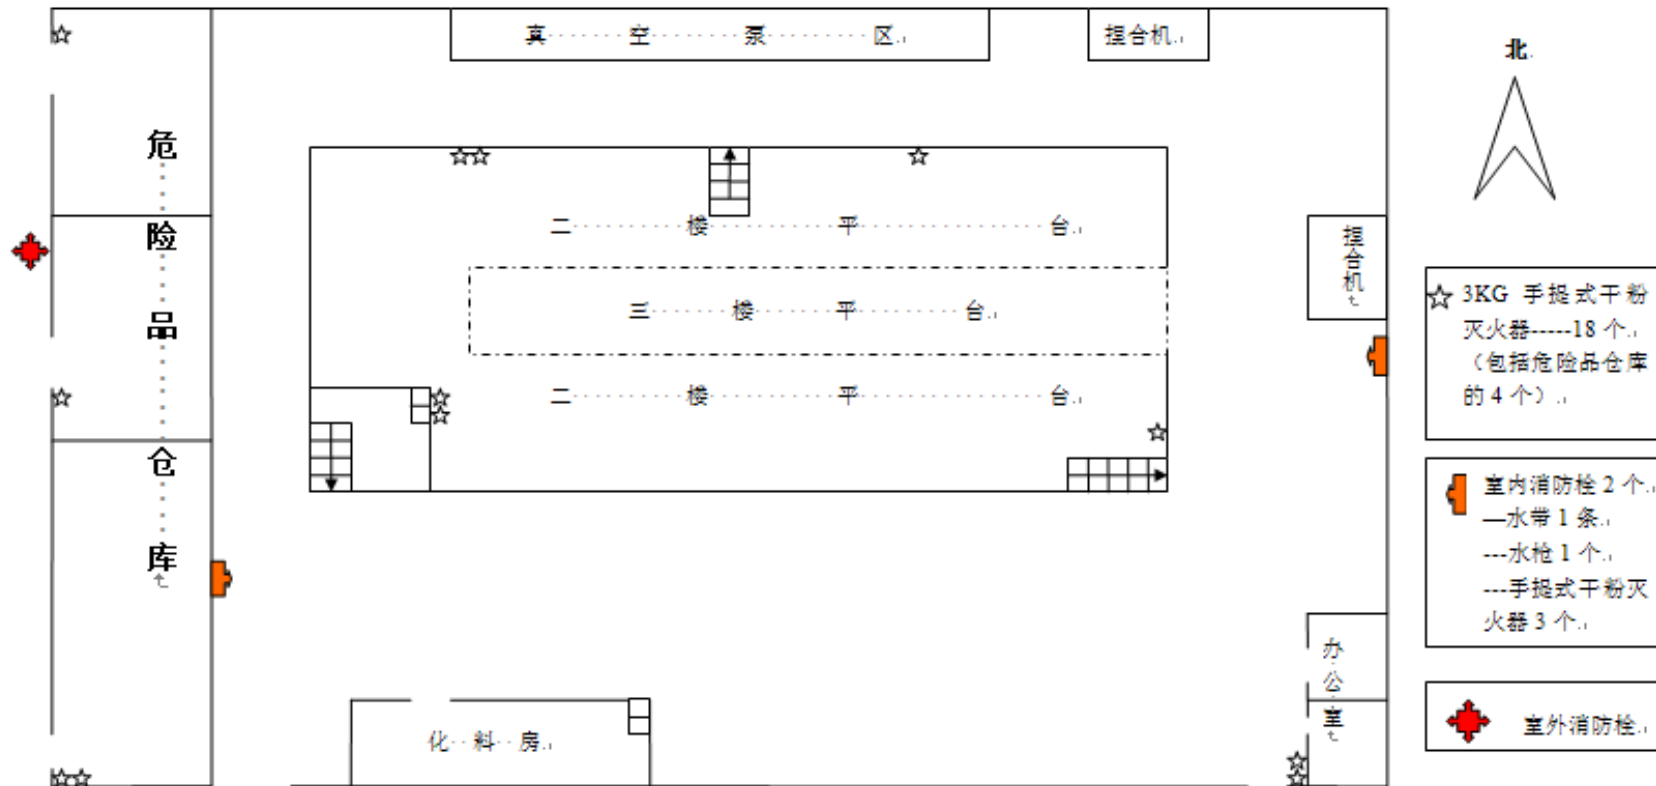 真空泵区
捏合机
北
危险品仓库
二楼平台
捏合机
三楼平台
二楼平台
3KG 手提式干粉
灭火器-----18 个
（包括危险品仓库
的 4 个）
室内消防栓 2 个
—水带 1 条
---水枪 1 个
---手提式干粉灭
火器 3 个
办公室
化料房
室外消防栓